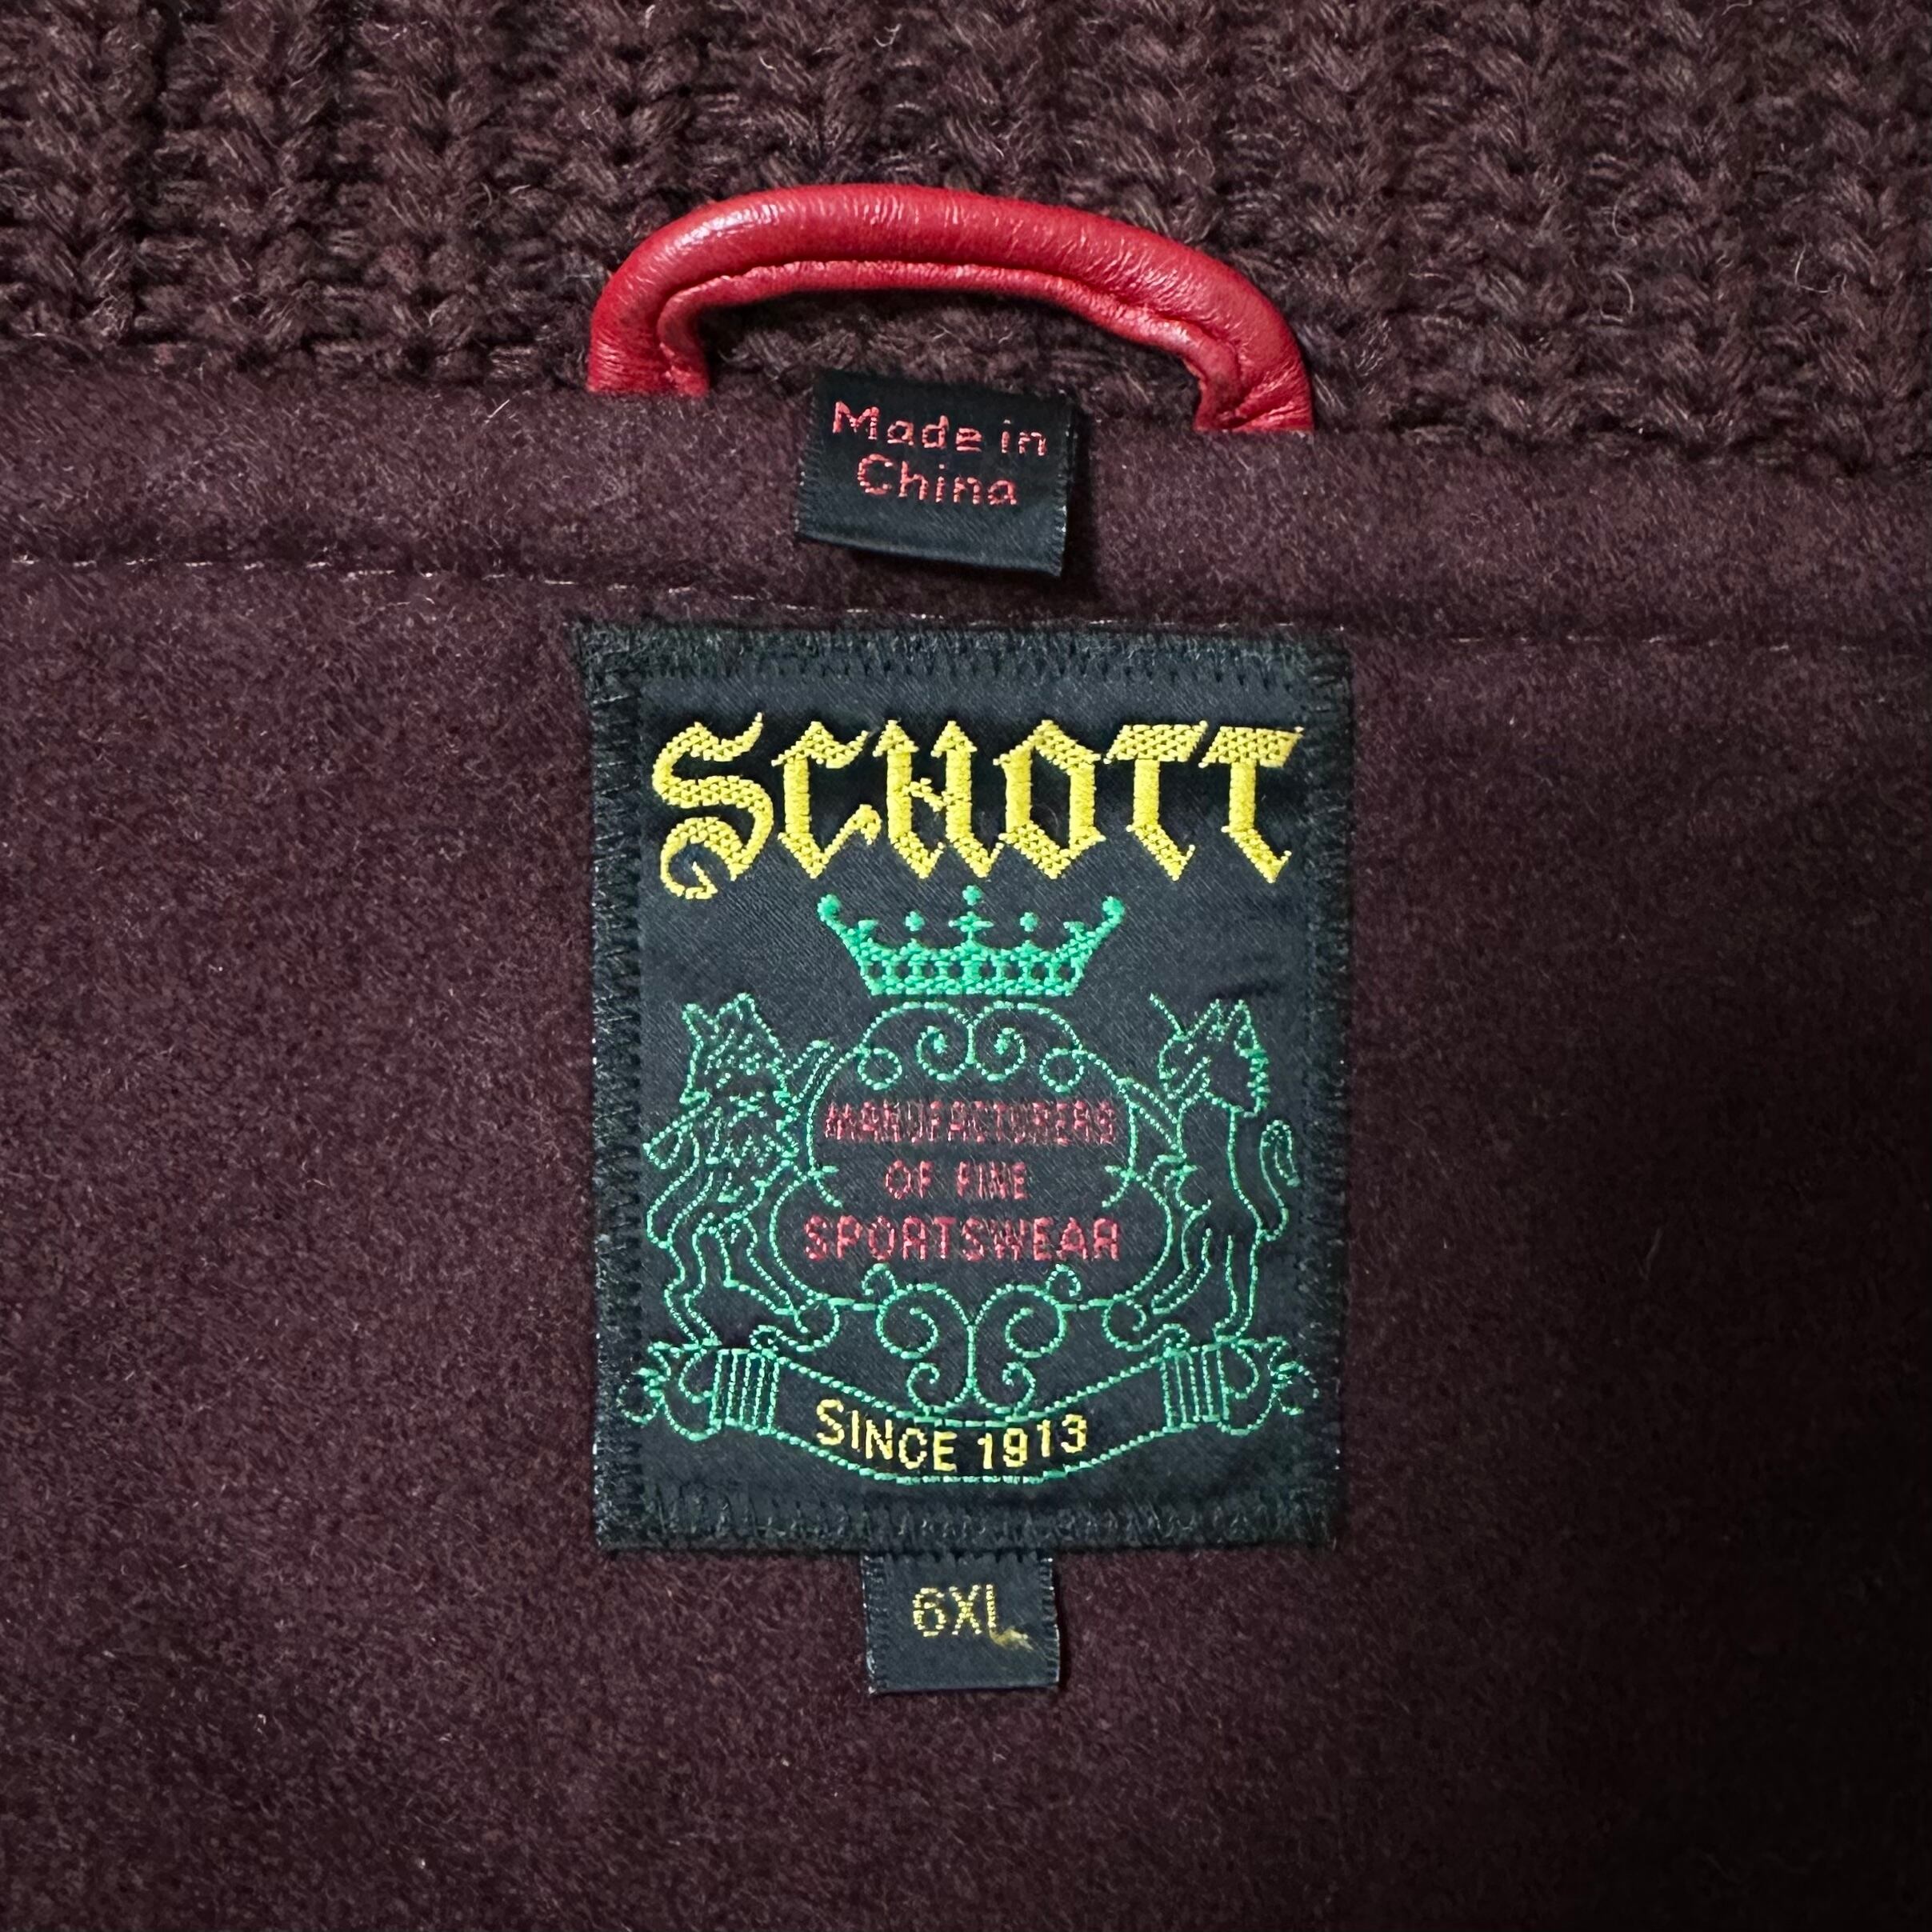 Made in
China
SCHOTT
MANUFACTURERS
OF FINE
SPORTSWEAR
SINCE 1913
6XL